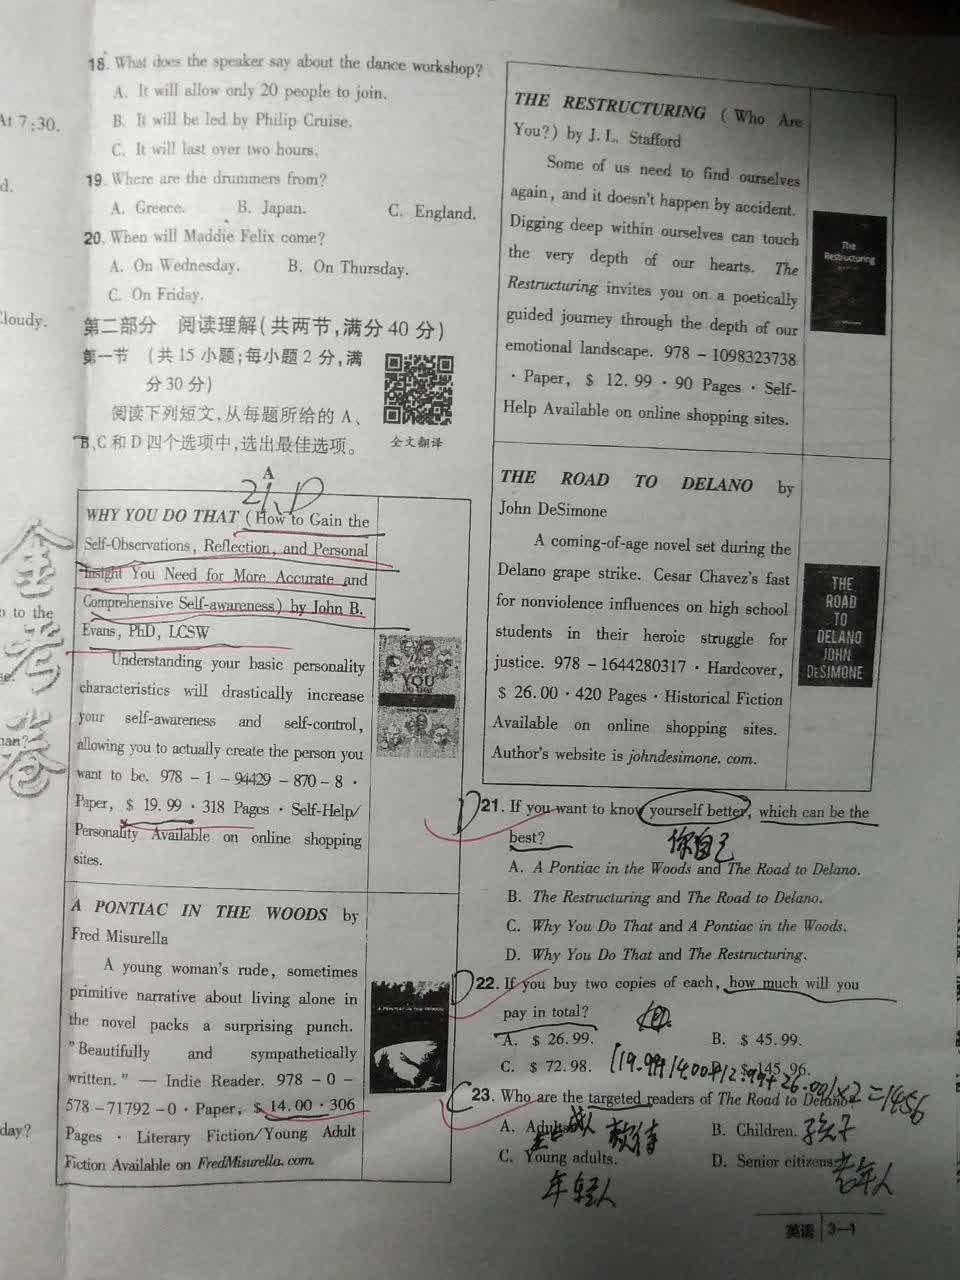 At 7:30.
d.
Cloudy.
to the
se.
man?
day?
金
考
卷
18. What does the speaker say about the dance workshop?
A. It will allow only 20 people to join.
B. It will be led by Philip Cruise.
C. It will last over two hours.
19. Where are the drummers from?
A. Greece. B. Japan. C. England.
20. When will Maddie Felix come?
A. On Wednesday. B. On Thursday.
C. On Friday.
第二部分 阅读理解(共两节,满分 40 分)
第一节 (共 15 小题;每小题 2 分,满
分 30 分)
阅读下列短文,从每题所给的 A、
B、C 和 D 四个选项中,选出最佳选项。
全文翻译
A
21、D
WHY YOU DO THAT (How to Gain the
Self-Observations, Reflection, and Personal
Insight You Need for More Accurate and
Comprehensive Self-awareness) by John B.
Evans, PhD, LCSW
Understanding your basic personality
characteristics will drastically increase
your self-awareness and self-control,
allowing you to actually create the person you
want to be. 978 - 1 - 94429 - 870 - 8 ·
Paper, $ 19. 99 · 318 Pages · Self-Help/
Personality Available on online shopping
sites.
WHY
YOU
DO THAT
A PONTIAC IN THE WOODS by
Fred Misurella
A young woman's rude, sometimes
primitive narrative about living alone in
the novel packs a surprising punch.
"Beautifully and sympathetically
written." — Indie Reader. 978 - 0 -
578 -71792 -0 · Paper, $ 14.00 · 306
Pages · Literary Fiction/Young Adult
Fiction Available on FredMisurella. com.
A PONTIAC IN THE WOODS
THE RESTRUCTURING ( Who Are
You?) by J. L. Stafford
Some of us need to find ourselves
again, and it doesn't happen by accident.
Digging deep within ourselves can touch
the very depth of our hearts. The
Restructuring invites you on a poetically
guided journey through the depth of our
emotional landscape. 978 - 1098323738
· Paper, $ 12. 99 · 90 Pages · Self-
Help Available on online shopping sites.
The
Restructuring
THE ROAD TO DELANO by
John DeSimone
A coming-of-age novel set during the
Delano grape strike. Cesar Chavez's fast
for nonviolence influences on high school
students in their heroic struggle for
justice. 978 - 1644280317 · Hardcover,
$ 26. 00 · 420 Pages · Historical Fiction
Available on online shopping sites.
Author's website is johndesimone. com.
THE
ROAD
TO
DELANO
JOHN
DeSIMONE
D 21. If you want to know yourself better, which can be the
best?
你自己
A. A Pontiac in the Woods and The Road to Delano.
B. The Restructuring and The Road to Delano.
C. Why You Do That and A Pontiac in the Woods.
D. Why You Do That and The Restructuring.
D 22. If you buy two copies of each, how much will you
pay in total?
A. $ 26.99. B. $ 45.99.
C. $ 72.98. D. $ 145.96.
C 23. Who are the targeted readers of The Road to Delano?
A. Adults. B. Children. 孩子
C. Young adults. D. Senior citizens. 老年人
年轻人
英语 3—1